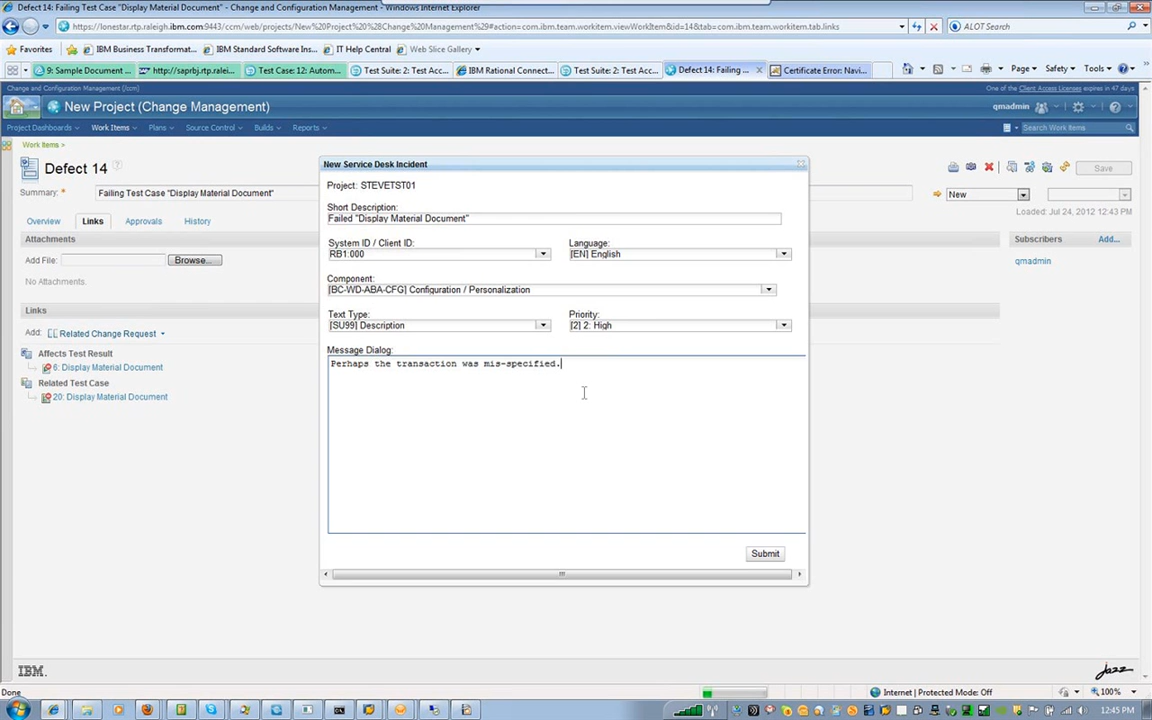 Defect 14: Failing Test Case "Display Material Document" - Change and Configuration Management - Windows Internet Explorer
https://lonestar.rtp.raleigh.ibm.com:9443/ccm/web/projects/New%20Project%20%28Change%20Management%29#action=com.ibm.team.workitem.viewWorkItem&id=14&tab=com.ibm.team.workitem.tab.links
ALOT Search
Favorites
IBM Business Transformat...
IBM Standard Software Ins...
IT Help Central
Web Slice Gallery
9: Sample Document ...
http://saprbj.rtp.ralei...
Test Case: 12: Autom...
Test Suite: 2: Test Acc...
IBM Rational Connect...
Test Suite: 2: Test Acc...
Defect 14: Failing ...
Certificate Error: Navi...
Page
Safety
Tools
Change and Configuration Management (/ccm)
One of the Client Access Licenses expires in 47 days
New Project (Change Management)
qmadmin
Project Dashboards
Work Items
Plans
Source Control
Builds
Reports
Search Work Items
Work Items >
Defect 14
Save
Summary: *
Failing Test Case "Display Material Document"
New
Loaded: Jul 24, 2012 12:43 PM
Overview
Links
Approvals
History
Attachments
Add File:
Browse...
No Attachments.
Links
Add:
Related Change Request
Affects Test Result
6: Display Material Document
Related Test Case
20: Display Material Document
Subscribers
Add...
qmadmin
New Service Desk Incident
Project: STEVETST01
Short Description:
Failed "Display Material Document"
System ID / Client ID:
Language:
RB1:000
[EN] English
Component:
[BC-WD-ABA-CFG] Configuration / Personalization
Text Type:
Priority:
[SU99] Description
[2] 2: High
Message Dialog:
Perhaps the transaction was mis-specified.
Submit
IBM.
Jazz
Done
Internet | Protected Mode: Off
100%
12:45 PM